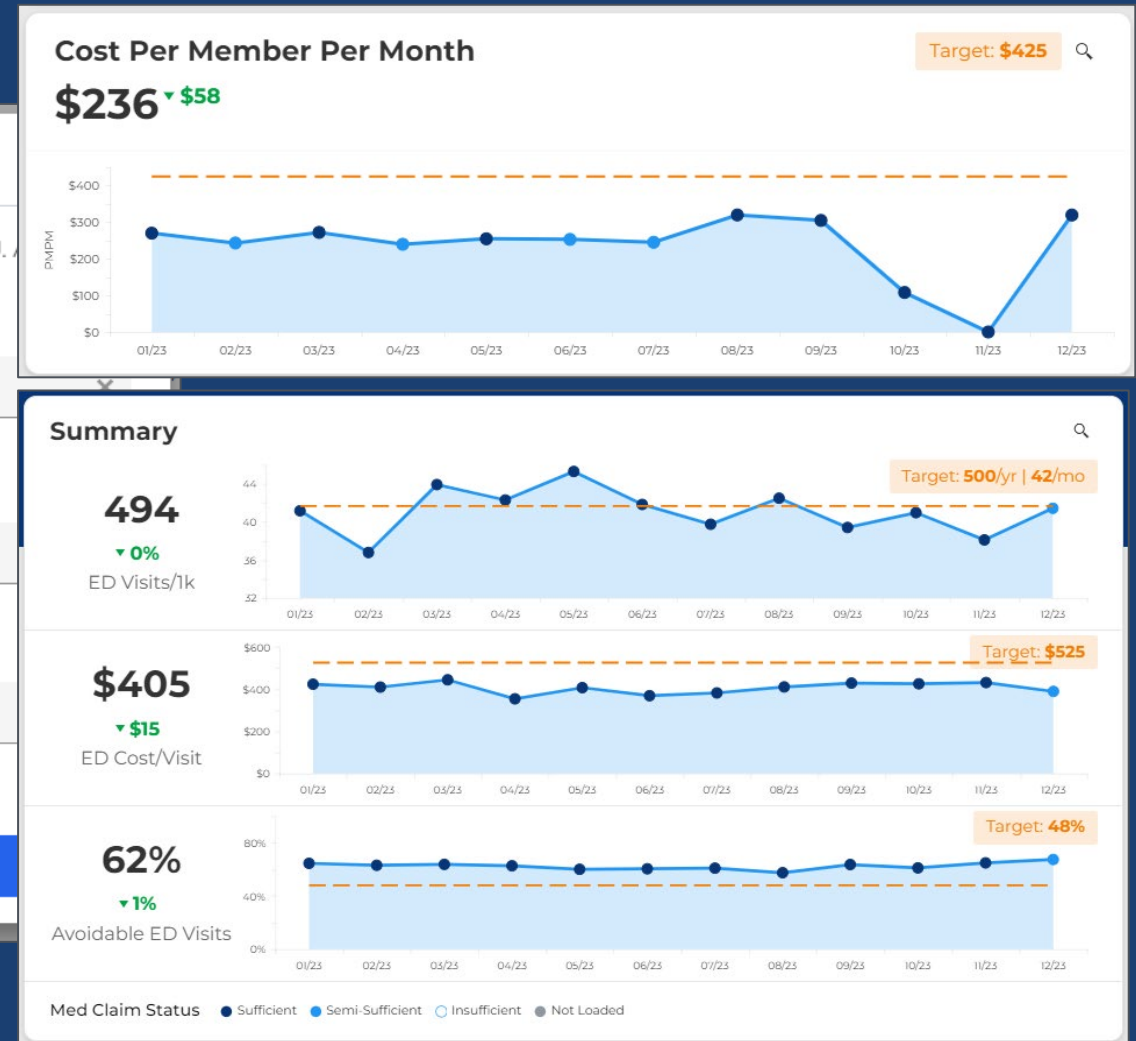 Cost Per Member Per Month
Target: $425
$236 ▼ $58
PMPM
$400
$300
$200
$100
$0
01/23 02/23 03/23 04/23 05/23 06/23 07/23 08/23 09/23 10/23 11/23 12/23
Summary
Target: 500/yr | 42/mo
494
▼ 0%
ED Visits/1k
44
40
36
32
01/23 02/23 03/23 04/23 05/23 06/23 07/23 08/23 09/23 10/23 11/23 12/23
Target: $525
$405
▼ $15
ED Cost/Visit
$600
$400
$200
$0
01/23 02/23 03/23 04/23 05/23 06/23 07/23 08/23 09/23 10/23 11/23 12/23
Target: 48%
62%
▼ 1%
Avoidable ED Visits
80%
40%
0%
01/23 02/23 03/23 04/23 05/23 06/23 07/23 08/23 09/23 10/23 11/23 12/23
Med Claim Status Sufficient Semi-Sufficient Insufficient Not Loaded